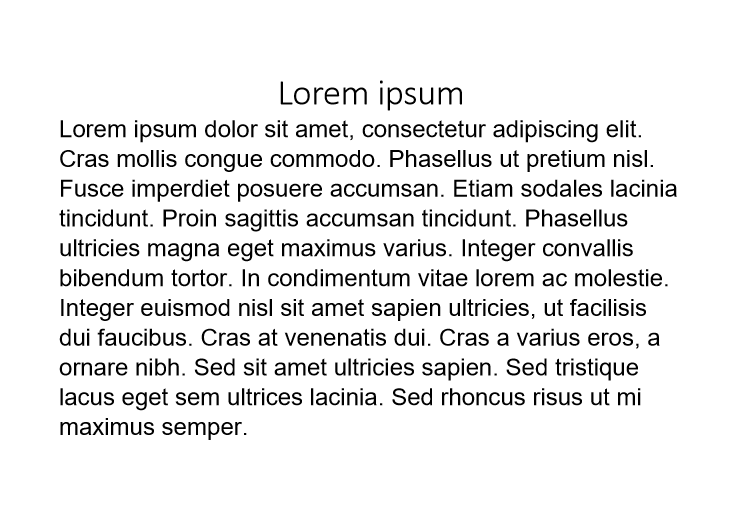 Lorem ipsum
Lorem ipsum dolor sit amet, consectetur adipiscing elit.
Cras mollis congue commodo. Phasellus ut pretium nisl.
Fusce imperdiet posuere accumsan. Etiam sodales lacinia
tincidunt. Proin sagittis accumsan tincidunt. Phasellus
ultricies magna eget maximus varius. Integer convallis
bibendum tortor. In condimentum vitae lorem ac molestie.
Integer euismod nisl sit amet sapien ultricies, ut facilisis
dui faucibus. Cras at venenatis dui. Cras a varius eros, a
ornare nibh. Sed sit amet ultricies sapien. Sed tristique
lacus eget sem ultrices lacinia. Sed rhoncus risus ut mi
maximus semper.